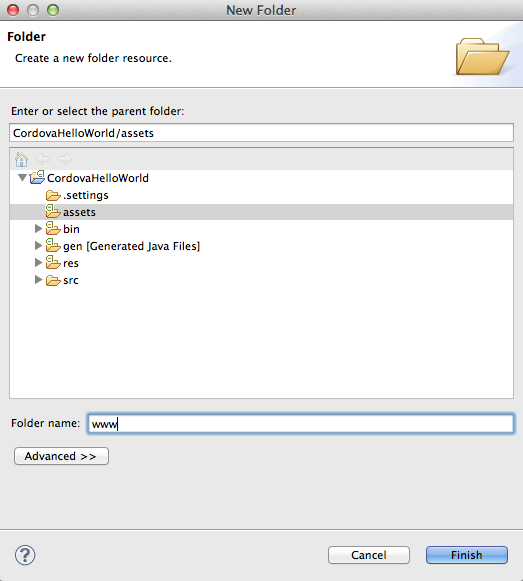 New Folder
Folder
Create a new folder resource.
Enter or select the parent folder:
CordovaHelloWorld/assets
CordovaHelloWorld
.settings
assets
bin
gen [Generated Java Files]
res
src
Folder name: www
Advanced >>
? Cancel Finish